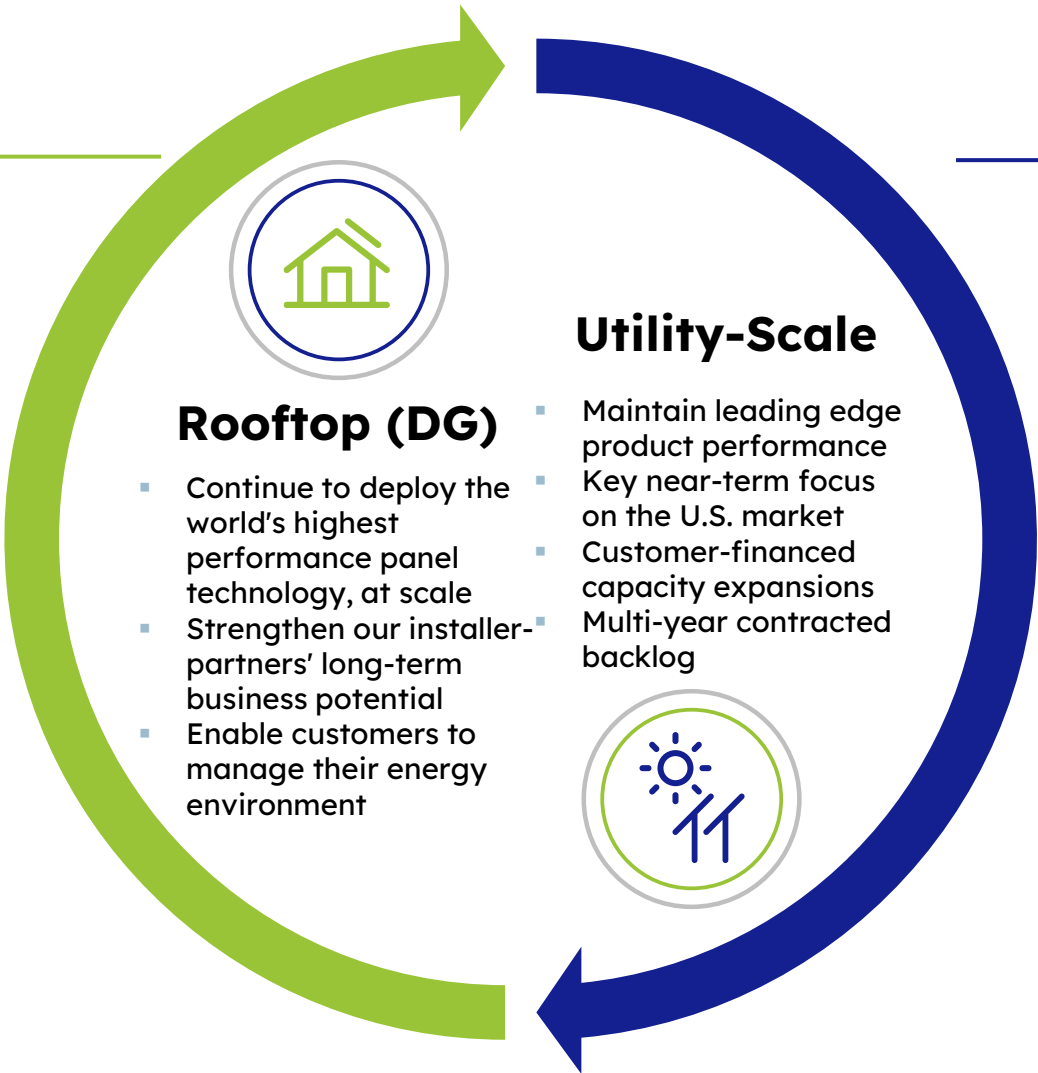 Rooftop (DG)
▪ Continue to deploy the
world's highest
performance panel
technology, at scale
▪ Strengthen our installer-
partners' long-term
business potential
▪ Enable customers to
manage their energy
environment
Utility-Scale
▪ Maintain leading edge
product performance
▪ Key near-term focus
on the U.S. market
▪ Customer-financed
capacity expansions
▪ Multi-year contracted
backlog